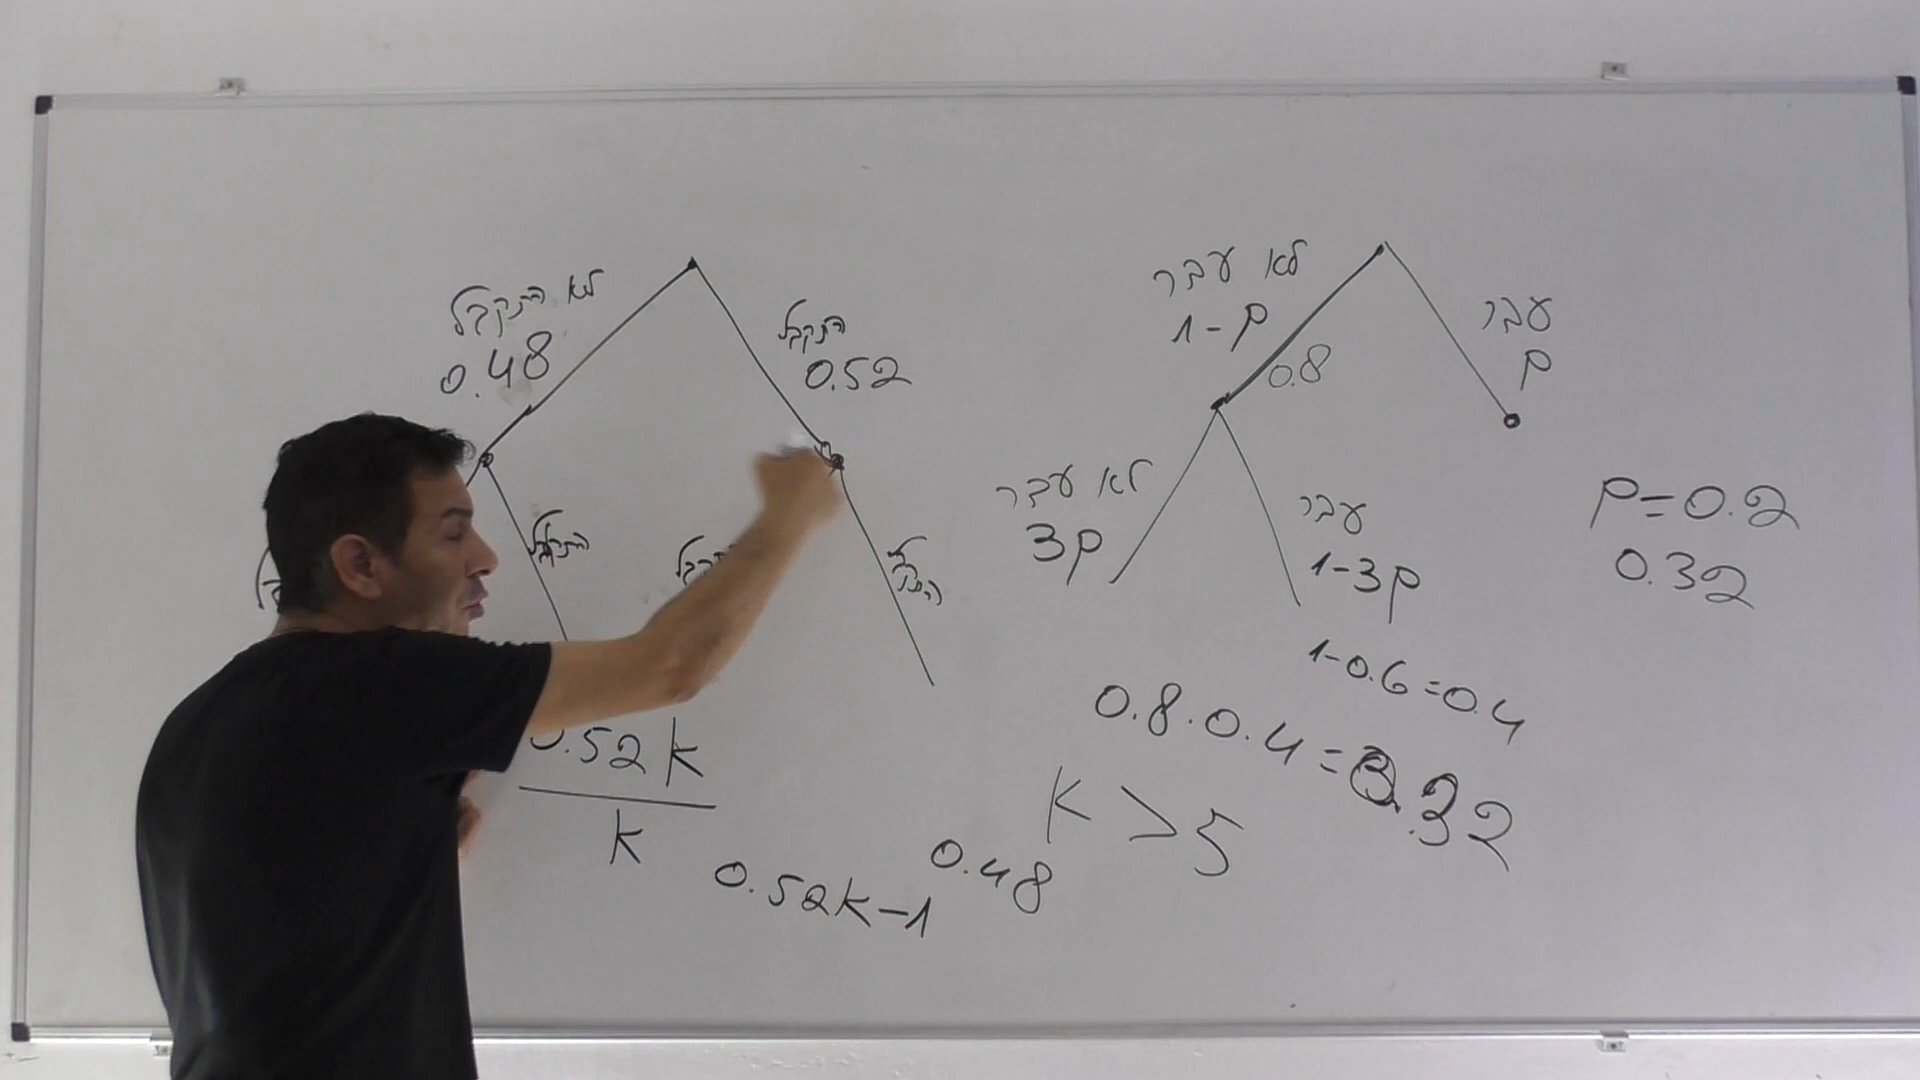 לא התקבל
0.48
התקבל
0.52
התקבל
התקבל
0.52k
k
0.52k-1
0.48
לא עבר
1-P
0.8
עבר
P
לא עבר
3P
עבר
1-3P
1-0.6=0.4
0.8·0.4=0.32
k>5
P=0.2
0.32